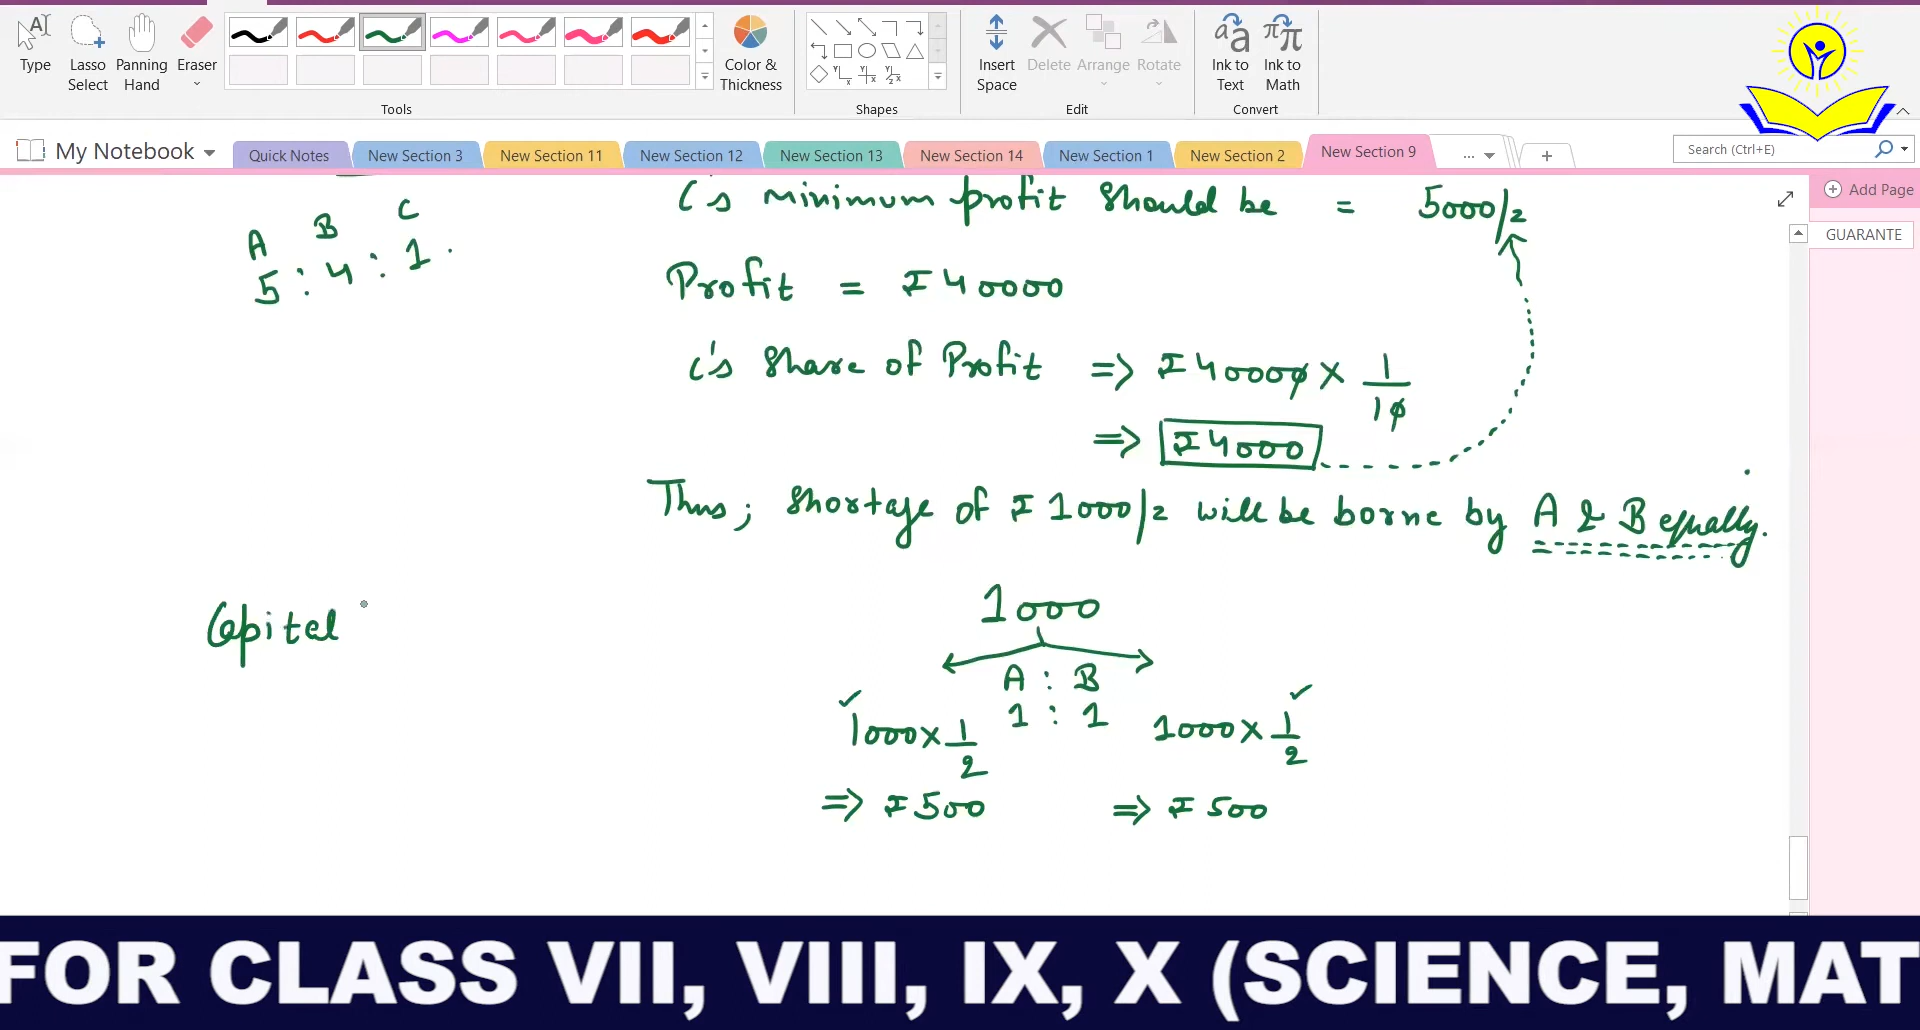 Type
Lasso Select
Panning Hand
Eraser
Color & Thickness
Insert Space
Delete
Arrange
Rotate
Ink to Text
Ink to Math
Tools
Shapes
Edit
Convert
My Notebook
Quick Notes
New Section 3
New Section 11
New Section 12
New Section 13
New Section 14
New Section 1
New Section 2
New Section 9
...
Search (Ctrl+E)
Add Page
GUARANTE
A B C
5 : 4 : 1 .
C's minimum profit should be = 5000/-
Profit = ₹40000
C's Share of Profit => ₹40000 × 1/10
=> ₹4000
Thus; Shortage of ₹1000/- will be borne by A & B equally.
Capital
1000
A : B
1 : 1
1000 × 1/2
1000 × 1/2
=> ₹500
=> ₹500
FOR CLASS VII, VIII, IX, X (SCIENCE, MAT